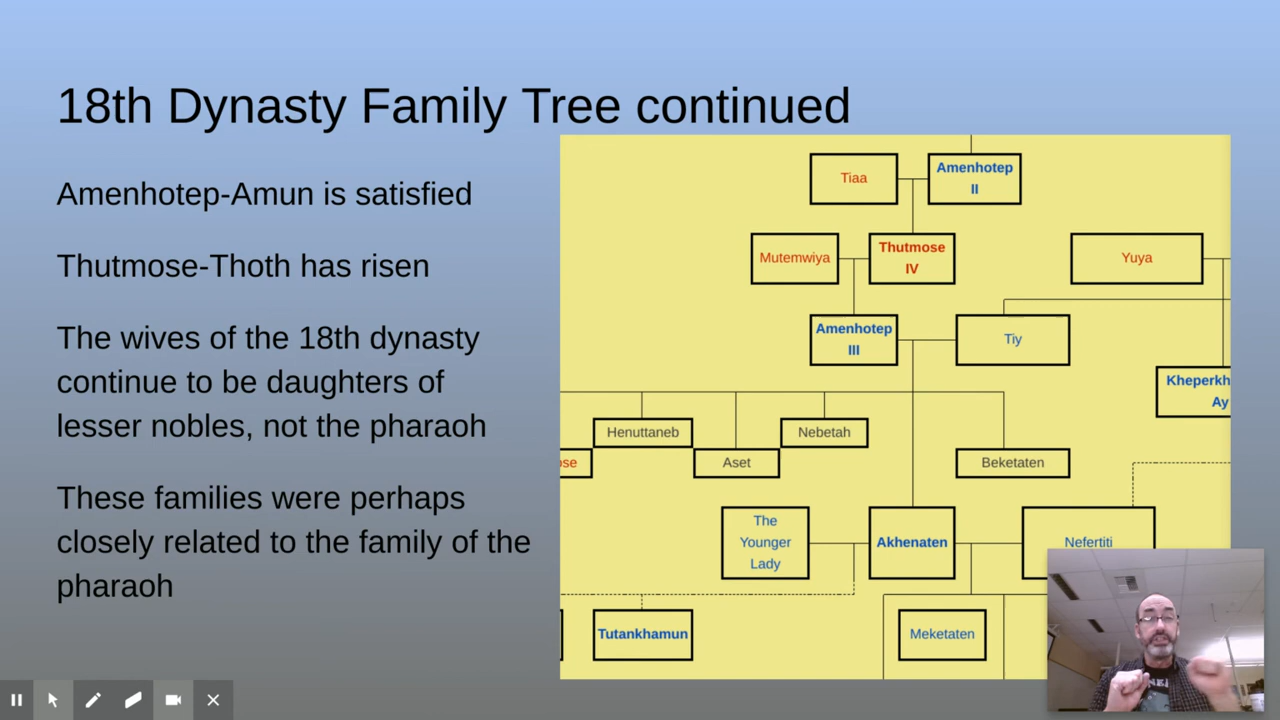 18th Dynasty Family Tree continued
Amenhotep-Amun is satisfied
Thutmose-Thoth has risen
The wives of the 18th dynasty
continue to be daughters of
lesser nobles, not the pharaoh
These families were perhaps
closely related to the family of the
pharaoh
Tiaa
Amenhotep
II
Mutemwiya
Thutmose
IV
Yuya
Amenhotep
III
Tiy
Kheperkh
Ay
Henuttaneb
Nebetah
ose
Aset
Beketaten
The
Younger
Lady
Akhenaten
Nefertiti
Tutankhamun
Meketaten